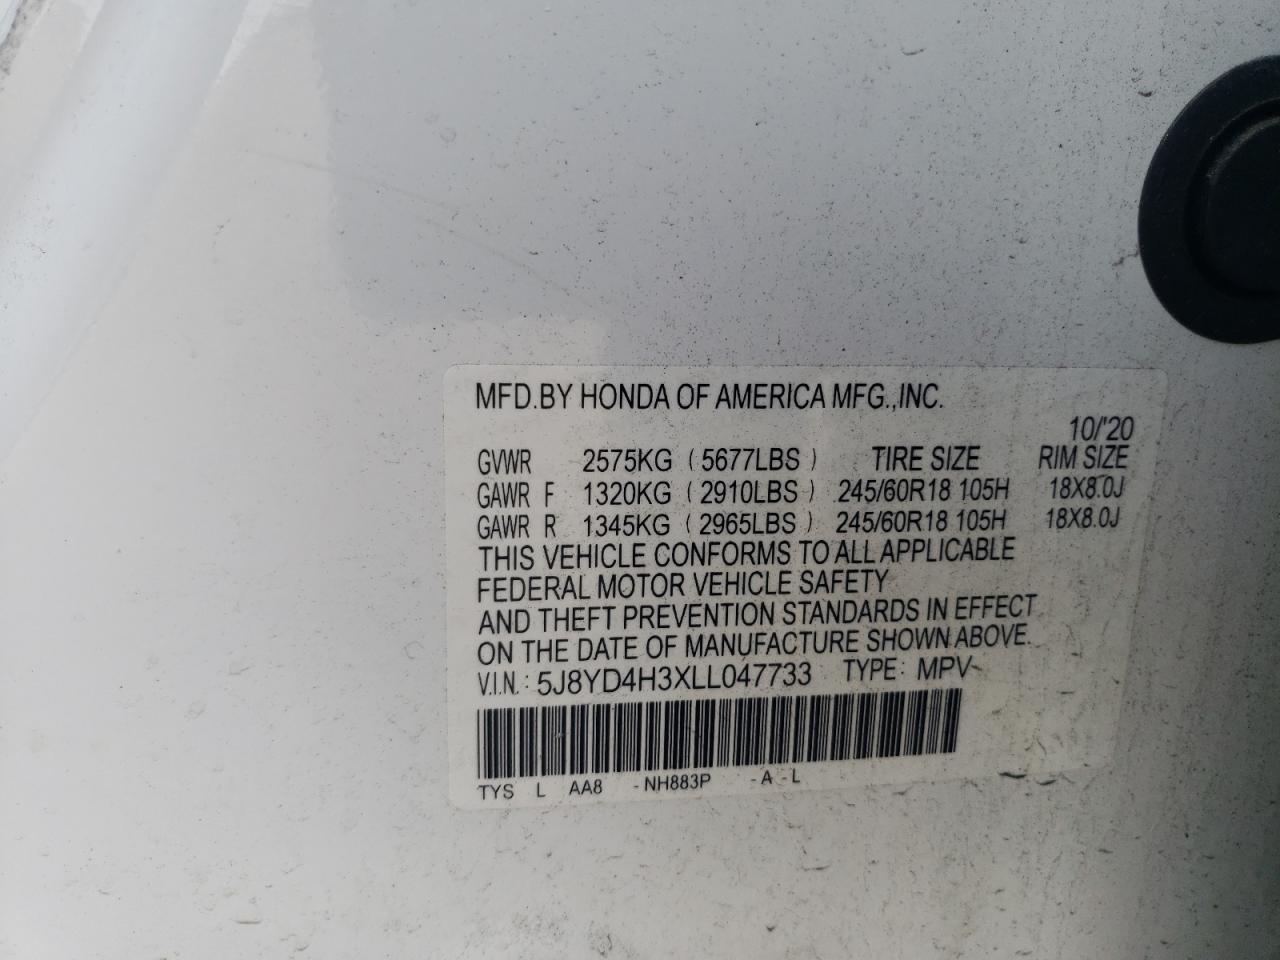 MFD.BY HONDA OF AMERICA MFG.,INC.
10/'20
GVWR 2575KG ( 5677LBS ) TIRE SIZE RIM SIZE
GAWR F 1320KG ( 2910LBS ) 245/60R18 105H 18X8.0J
GAWR R 1345KG ( 2965LBS ) 245/60R18 105H 18X8.0J
THIS VEHICLE CONFORMS TO ALL APPLICABLE
FEDERAL MOTOR VEHICLE SAFETY
AND THEFT PREVENTION STANDARDS IN EFFECT
ON THE DATE OF MANUFACTURE SHOWN ABOVE.
V.I.N.: 5J8YD4H3XLL047733 TYPE: MPV
TYS L AA8 - NH883P - A - L